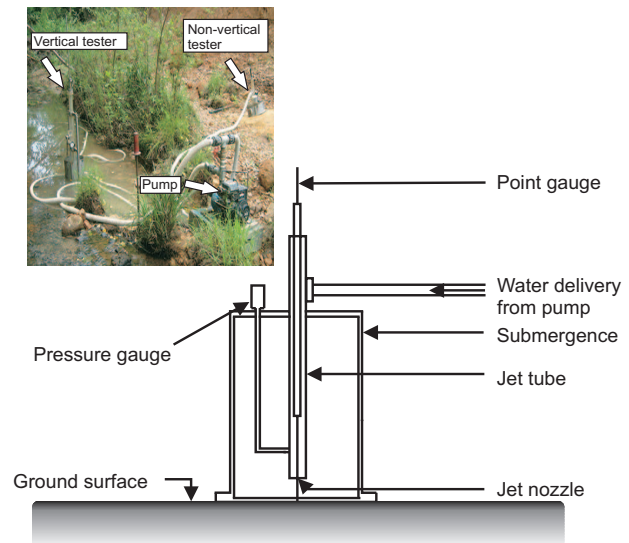 Vertical tester
Non-vertical
tester
Pump
Point gauge
Water delivery
from pump
Submergence
Pressure gauge
Jet tube
Ground surface
Jet nozzle